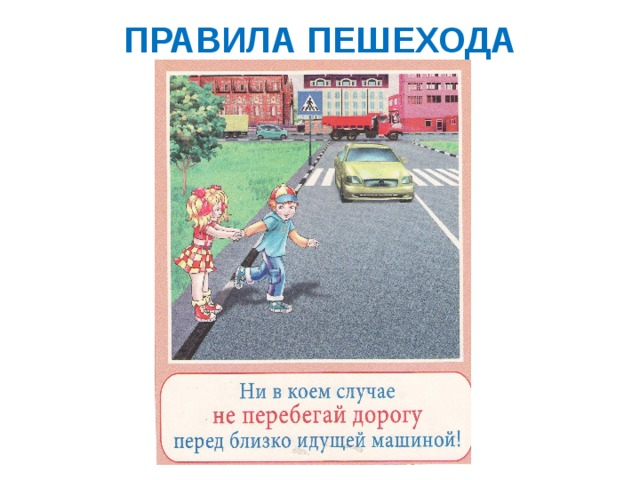 ПРАВИЛА ПЕШЕХОДА
Ни в коем случае
не перебегай дорогу
перед близко идущей машиной!